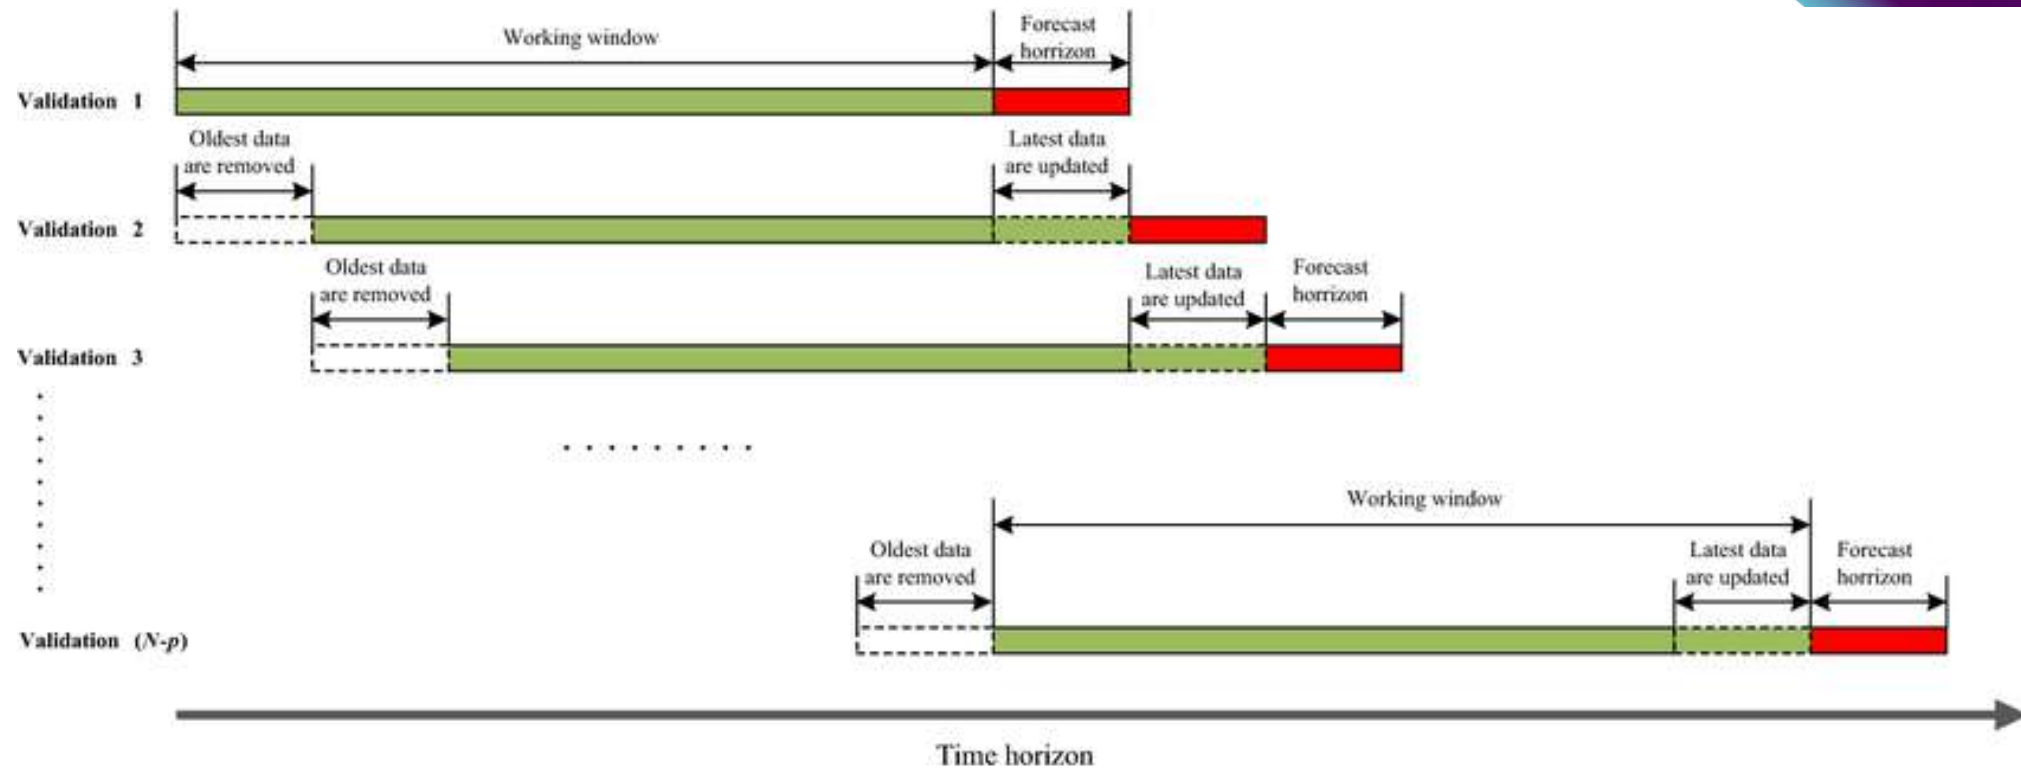 Working window
Forecast
horrizon
Validation 1
Oldest data
are removed
Latest data
are updated
Validation 2
Oldest data
are removed
Latest data
are updated
Forecast
horrizon
Validation 3
Working window
Oldest data
are removed
Latest data
are updated
Forecast
horrizon
Validation (N-p)
Time horizon